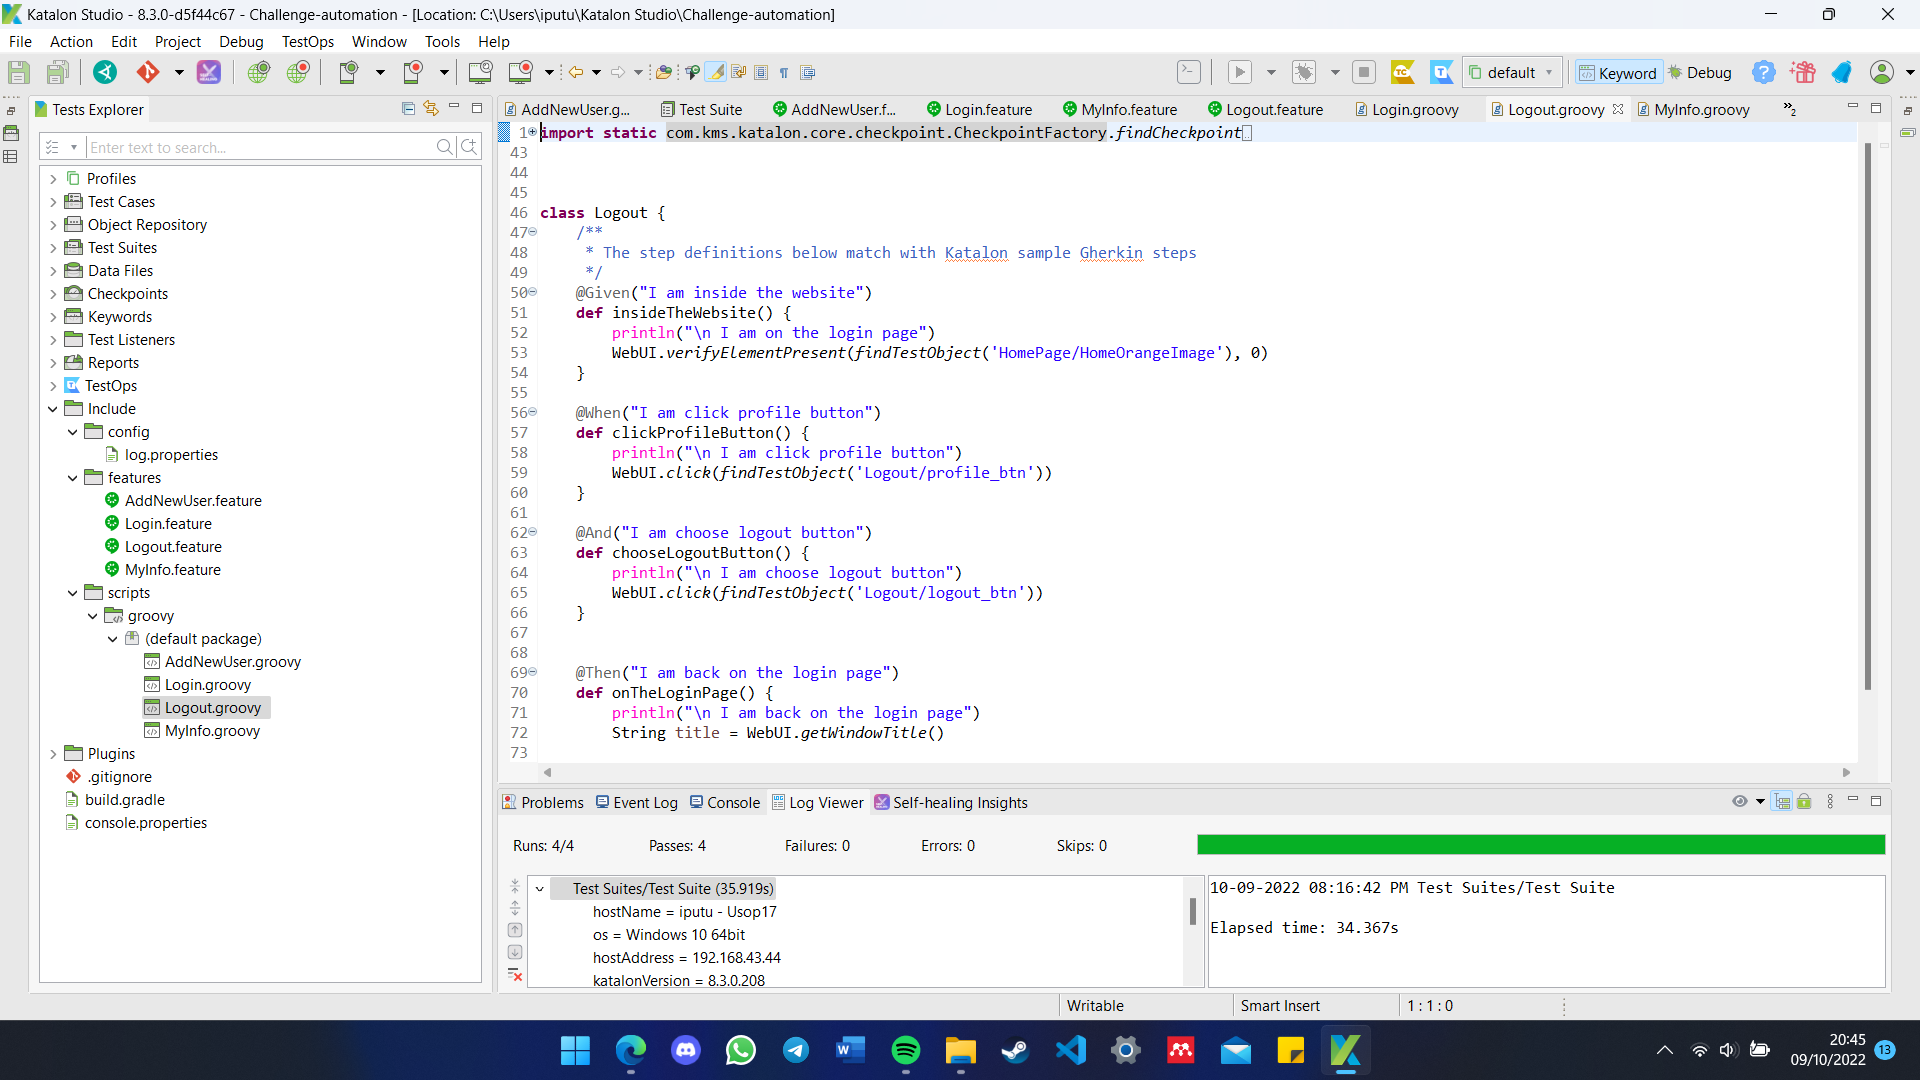 Katalon Studio - 8.3.0-d5f44c67 - Challenge-automation - [Location: C:\Users\iputu\Katalon Studio\Challenge-automation]
File Action Edit Project Debug TestOps Window Tools Help
default Keyword Debug
Tests Explorer
Enter text to search...
Profiles
Test Cases
Object Repository
Test Suites
Data Files
Checkpoints
Keywords
Test Listeners
Reports
TestOps
Include
config
log.properties
features
AddNewUser.feature
Login.feature
Logout.feature
MyInfo.feature
scripts
groovy
(default package)
AddNewUser.groovy
Login.groovy
Logout.groovy
MyInfo.groovy
Plugins
.gitignore
build.gradle
console.properties
AddNewUser.g... Test Suite AddNewUser.f... Login.feature MyInfo.feature Logout.feature Login.groovy Logout.groovy MyInfo.groovy »2
1 import static com.kms.katalon.core.checkpoint.CheckpointFactory.findCheckpoint
43
44
45
46 class Logout {
47 /**
48 * The step definitions below match with Katalon sample Gherkin steps
49 */
50 @Given("I am inside the website")
51 def insideTheWebsite() {
52 println("\n I am on the login page")
53 WebUI.verifyElementPresent(findTestObject('HomePage/HomeOrangeImage'), 0)
54 }
55
56 @When("I am click profile button")
57 def clickProfileButton() {
58 println("\n I am click profile button")
59 WebUI.click(findTestObject('Logout/profile_btn'))
60 }
61
62 @And("I am choose logout button")
63 def chooseLogoutButton() {
64 println("\n I am choose logout button")
65 WebUI.click(findTestObject('Logout/logout_btn'))
66 }
67
68
69 @Then("I am back on the login page")
70 def onTheLoginPage() {
71 println("\n I am back on the login page")
72 String title = WebUI.getWindowTitle()
73
Problems Event Log Console Log Viewer Self-healing Insights
Runs: 4/4 Passes: 4 Failures: 0 Errors: 0 Skips: 0
Test Suites/Test Suite (35.919s)
hostName = iputu - Usop17
os = Windows 10 64bit
hostAddress = 192.168.43.44
katalonVersion = 8.3.0.208
10-09-2022 08:16:42 PM Test Suites/Test Suite
Elapsed time: 34.367s
Writable Smart Insert 1 : 1 : 0
20:45
09/10/2022 13